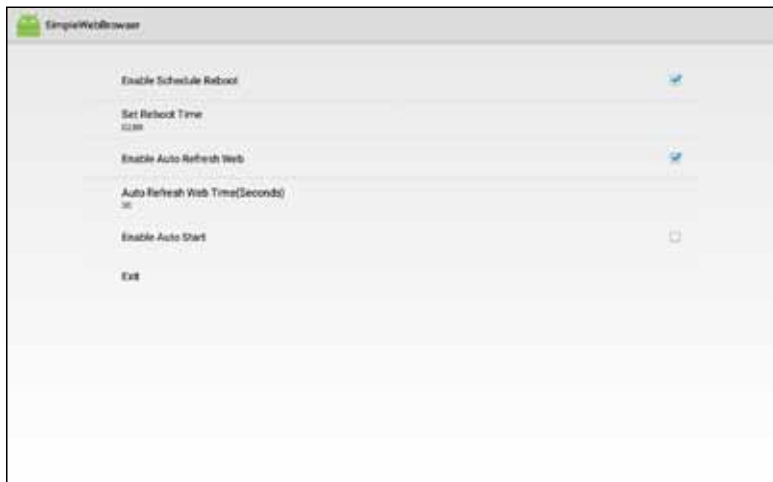 SimpleWebBrowser
Enable Schedule Reboot
Set Reboot Time
Enable Auto Refresh Web
Auto Refresh Web Time(Seconds)
Enable Auto Start
Exit